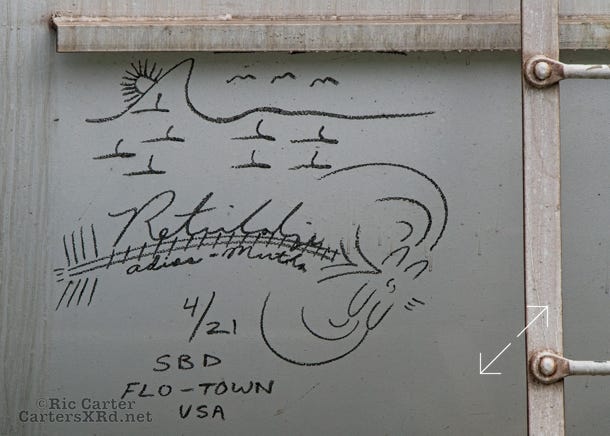 adios - Mutha
4/21
SBD
FLO-TOWN
USA
©Ric Carter
CartersXRd.net